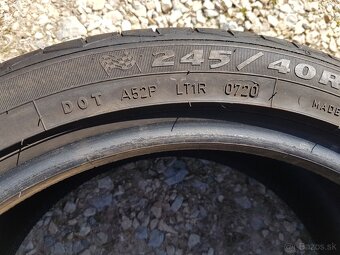 245/40R
DOT A52P LT1R 0720 MADE
Bazos.sk